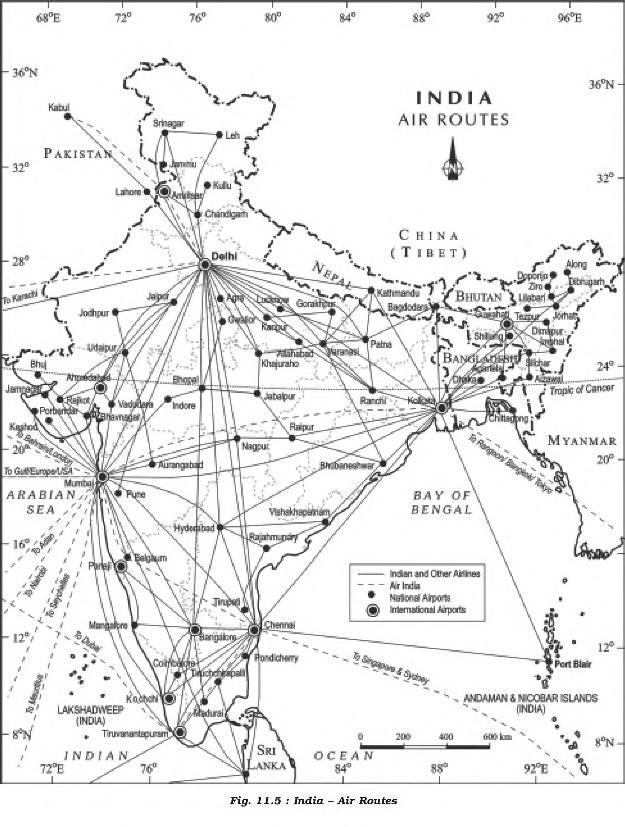 68°E 72° 76° 80° 84° 88° 92° 96°E
36°N
36°N
INDIA
AIR ROUTES
Kabul
Srinagar
Leh
PAKISTAN
Jammu
32°
32°
Lahore
Amritsar
Kullu
Chandigarh
CHINA
(TIBET)
28°
28°
Delhi
NEPAL
To Karachi
Jaipur
Agra
Lucknow
Gorakhpur
Kathmandu
Bagdodara
BHUTAN
Along
Doporijo
Ziro
Dibrugarh
Lilabari
Jodhpur
Gwalior
Kanpur
Guwahati
Tezpur
Jorhat
Shillong
Dimapur
Imphal
Udaipur
Allahabad
Varanasi
Patna
Khajuraho
BANGLADESH
Agartala
Silchar
24°
24°
Bhuj
Ahmedabad
Bhopal
Dhaka
Aizawal
Jamnagar
Rajkot
Vadodara
Indore
Jabalpur
Ranchi
Kolkata
Tropic of Cancer
Porbandar
Bhavnagar
Keshod
Chittagong
Raipur
MYANMAR
To Bahrain/London
Nagpur
20°
20°
To Gulf/Europe/USA
Aurangabad
Bhubaneshwar
Mumbai
ARABIAN
SEA
Pune
BAY OF
BENGAL
To Rangoon/Bangkok/Tokyo
Hyderabad
Vishakhapatnam
Rajahmundry
16°
16°
To Aden
Belgaum
Panaji
To Nairobi
To Seychelles
Indian and Other Airlines
Air India
National Airports
International Airports
Tirupati
12°
12°
Mangalore
Bangalore
Chennai
To Dubai
Pondicherry
To Singapore & Sydney
Port Blair
Coimbatore
Tiruchchirapalli
To Mauritius
Kochchi
Madurai
LAKSHADWEEP
(INDIA)
ANDAMAN & NICOBAR ISLANDS
(INDIA)
Tiruvanantapuram
8°N
8°N
0 200 400 600 km
INDIAN
OCEAN
SRI
LANKA
72°E 76° 84° 88° 92°E
Fig. 11.5 : India – Air Routes